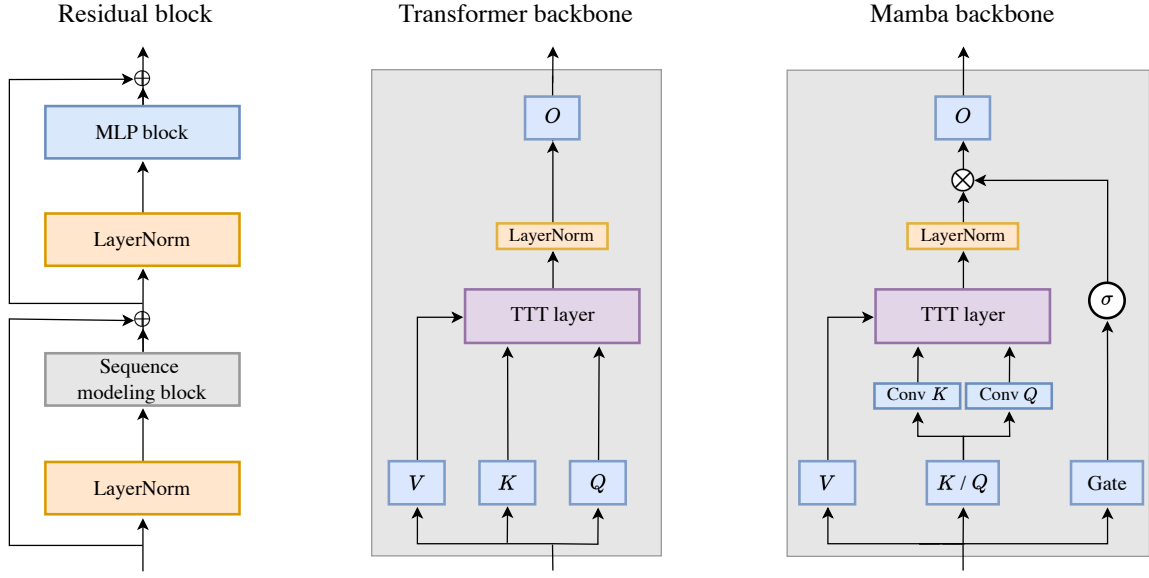 Residual block
MLP block
LayerNorm
Sequence
modeling block
LayerNorm
Transformer backbone
O
LayerNorm
TTT layer
V
K
Q
Mamba backbone
O
LayerNorm
σ
TTT layer
Conv K
Conv Q
V
K / Q
Gate